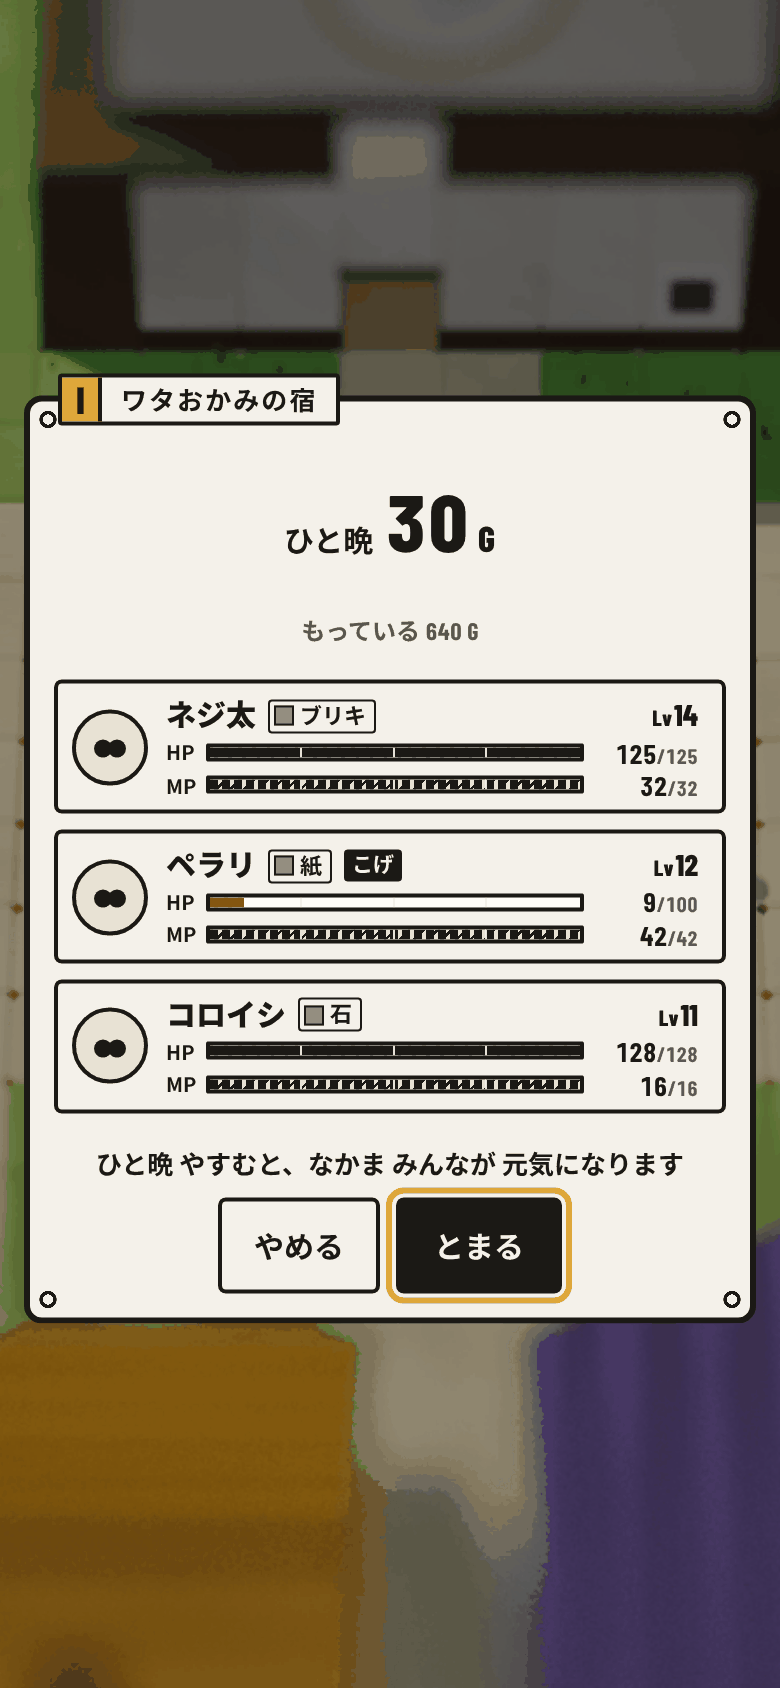 I ワタおかみの宿
ひと晩 30 G
もっている 640 G
ネジ太 ブリキ Lv14
HP 125/125
MP 32/32
ペラリ 紙 こげ Lv12
HP 9/100
MP 42/42
コロイシ 石 Lv11
HP 128/128
MP 16/16
ひと晩 やすむと、なかま みんなが 元気になります
やめる とまる